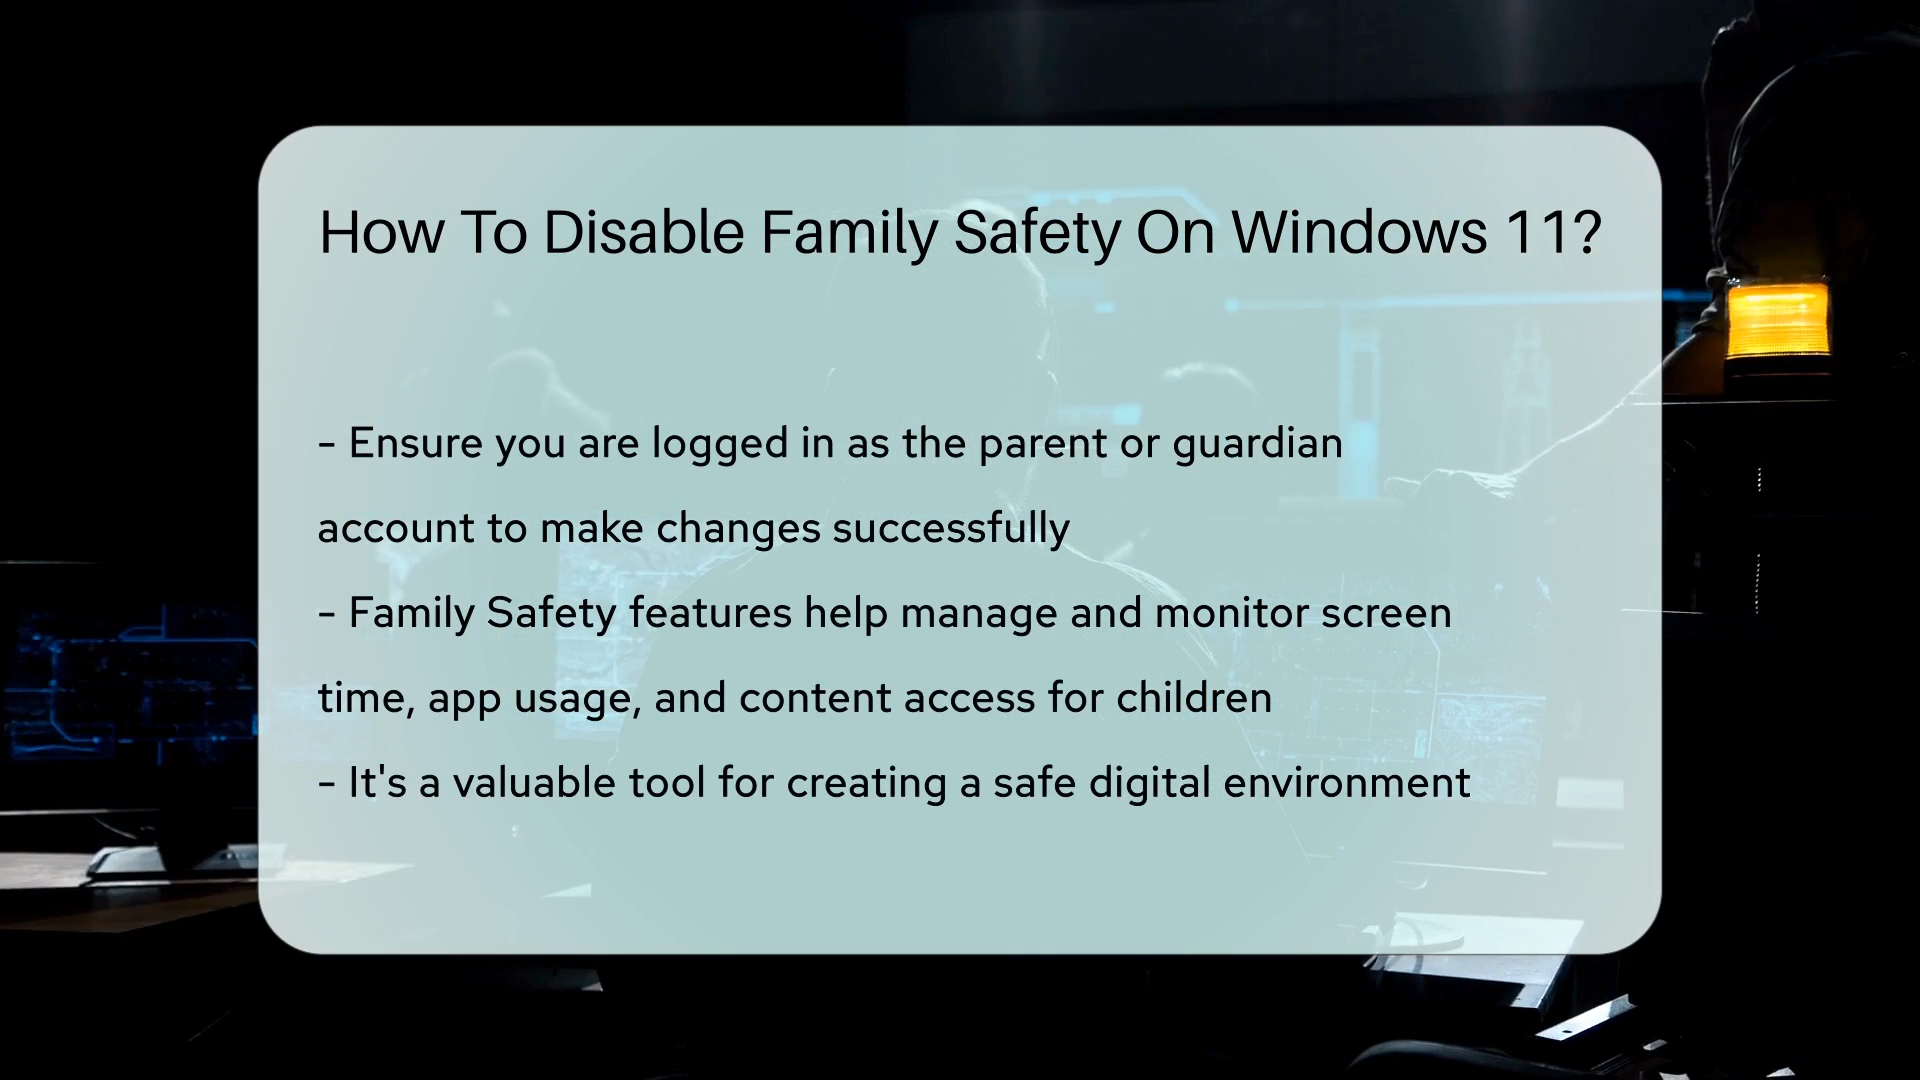 How To Disable Family Safety On Windows 11?
- Ensure you are logged in as the parent or guardian
account to make changes successfully
- Family Safety features help manage and monitor screen
time, app usage, and content access for children
- It's a valuable tool for creating a safe digital environment